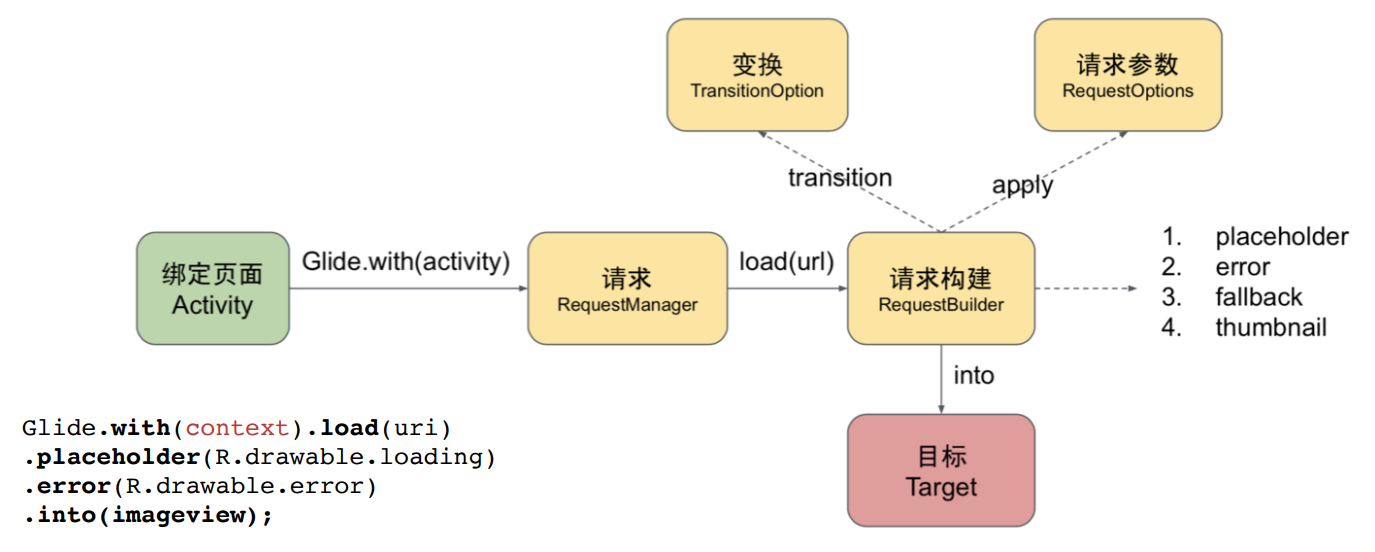 变换
TransitionOption
请求参数
RequestOptions
transition
apply
绑定页面
Activity
Glide.with(activity)
请求
RequestManager
load(url)
请求构建
RequestBuilder
1. placeholder
2. error
3. fallback
4. thumbnail
into
目标
Target
Glide.with(context).load(uri)
.placeholder(R.drawable.loading)
.error(R.drawable.error)
.into(imageview);